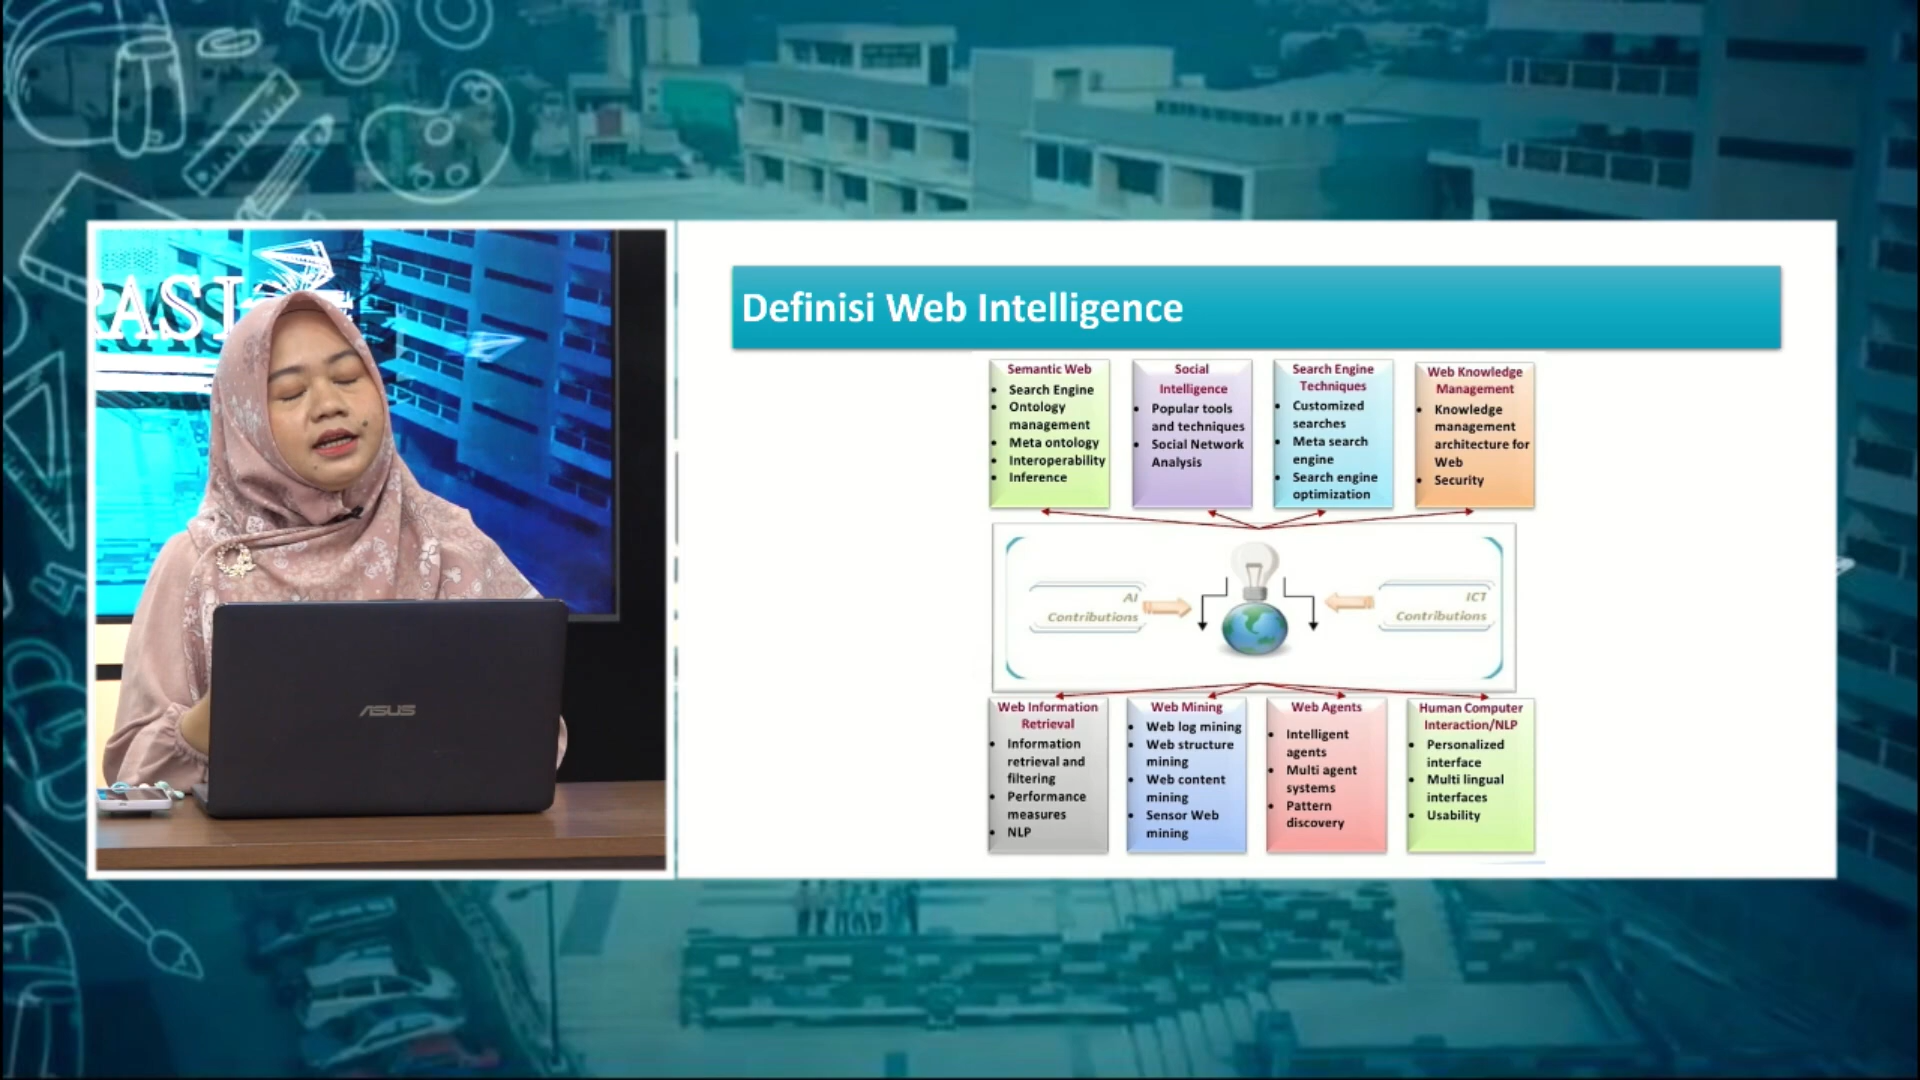 RASI
ASUS
Definisi Web Intelligence
Semantic Web
• Search Engine
• Ontology
management
• Meta ontology
• Interoperability
• Inference
Social
Intelligence
• Popular tools
and techniques
• Social Network
Analysis
Search Engine
Techniques
• Customized
searches
• Meta search
engine
• Search engine
optimization
Web Knowledge
Management
• Knowledge
management
architecture for
Web
• Security
AI
Contributions
ICT
Contributions
Web Information
Retrieval
• Information
retrieval and
filtering
• Performance
measures
• NLP
Web Mining
• Web log mining
• Web structure
mining
• Web content
mining
• Sensor Web
mining
Web Agents
• Intelligent
agents
• Multi agent
systems
• Pattern
discovery
Human Computer
Interaction/NLP
• Personalized
interface
• Multi lingual
interfaces
• Usability